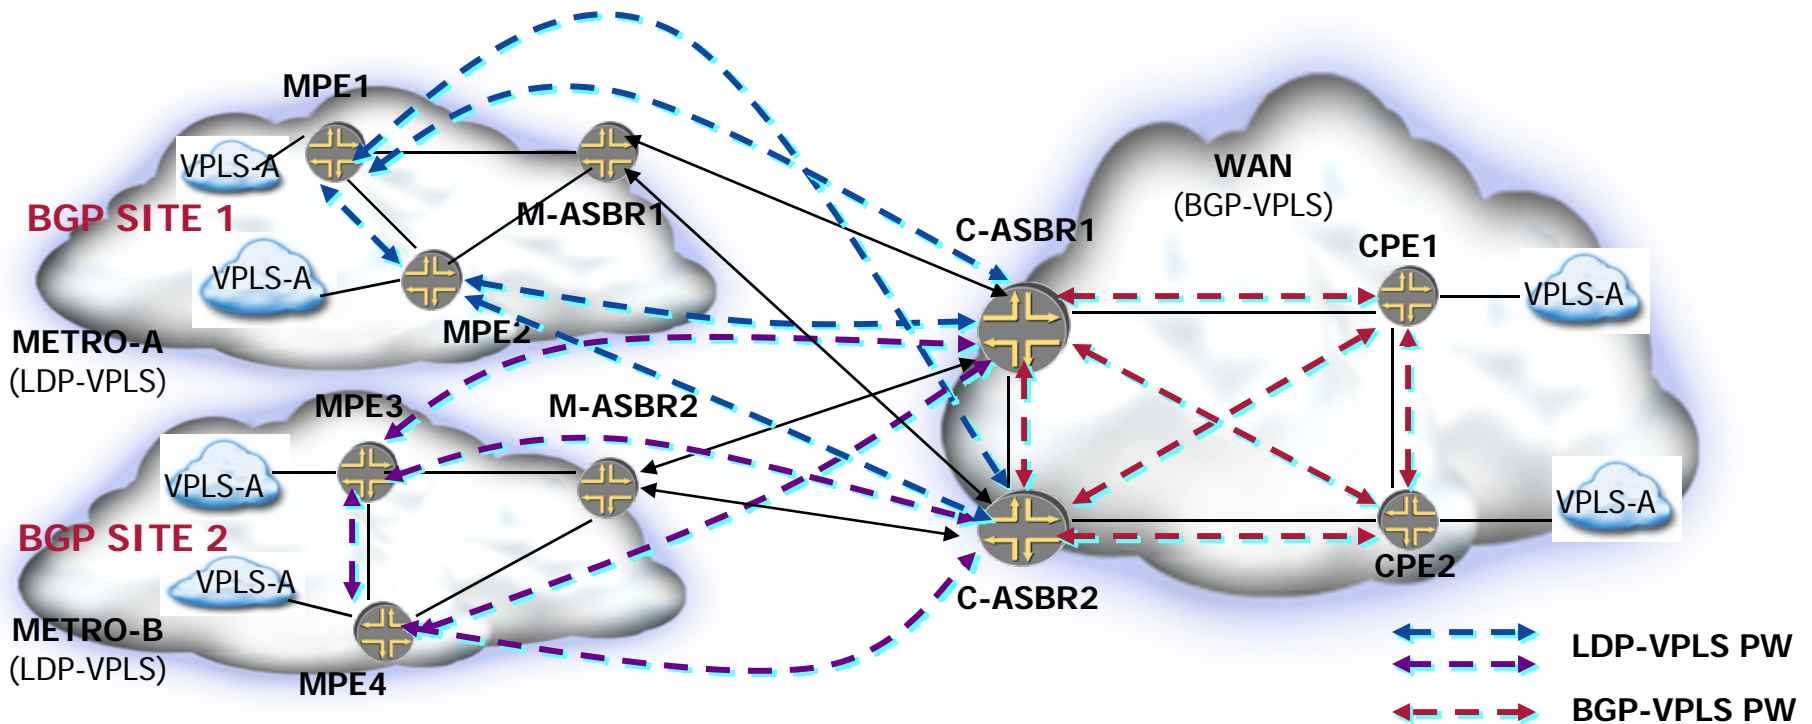 MPE1
VPLS-A
BGP SITE 1
M-ASBR1
VPLS-A
MPE2
METRO-A
(LDP-VPLS)
MPE3
M-ASBR2
VPLS-A
BGP SITE 2
VPLS-A
METRO-B
(LDP-VPLS)
MPE4
WAN
(BGP-VPLS)
C-ASBR1
CPE1
VPLS-A
VPLS-A
CPE2
C-ASBR2
LDP-VPLS PW
BGP-VPLS PW